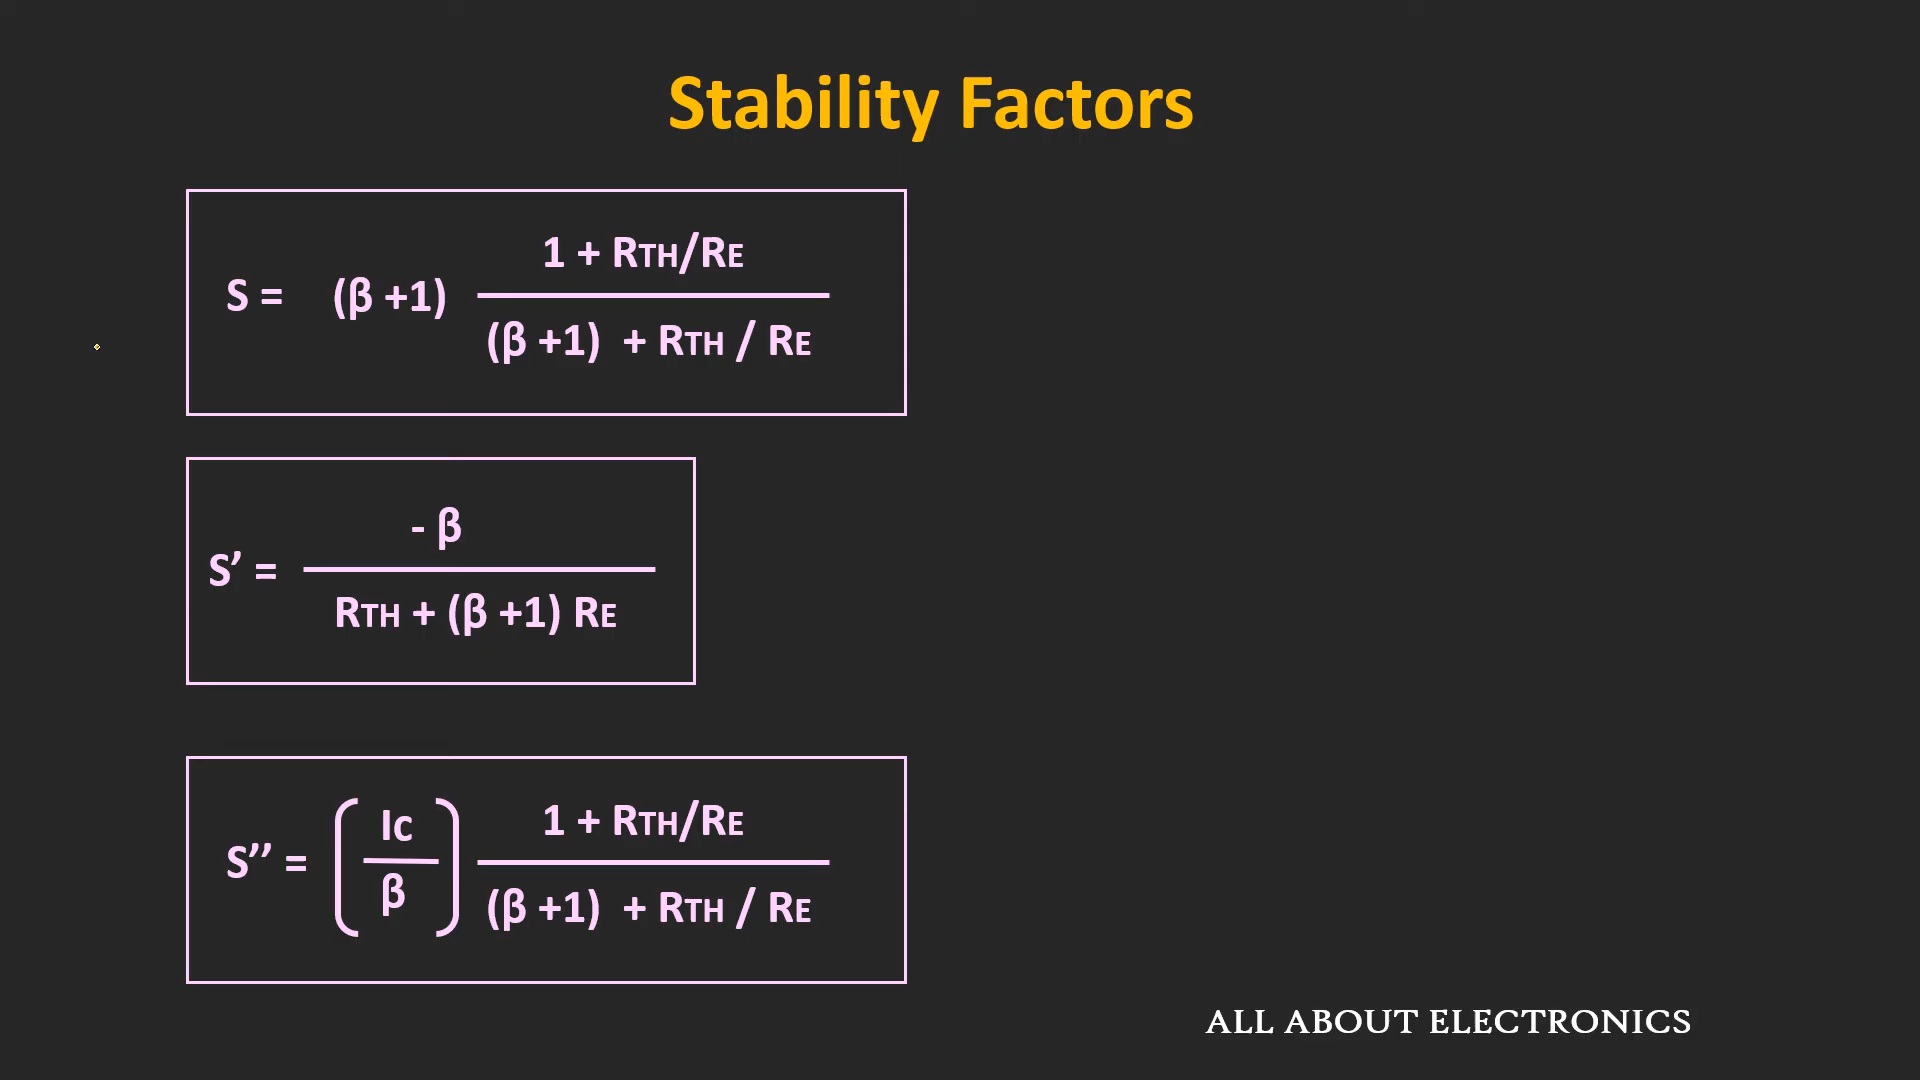 Stability Factors
1 + RTH/RE
S = (β +1)
(β +1) + RTH / RE
- β
S’ =
RTH + (β +1) RE
1 + RTH/RE
Ic
S’’ =
β
(β +1) + RTH / RE
ALL ABOUT ELECTRONICS